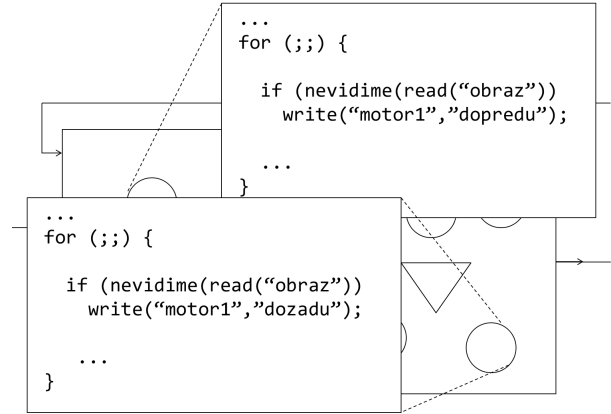 ...
for (;;) {
if (nevidime(read(“obraz”))
write(“motor1”,”dopredu”);
...
}
...
for (;;) {
if (nevidime(read(“obraz”))
write(“motor1”,”dozadu”);
...
}